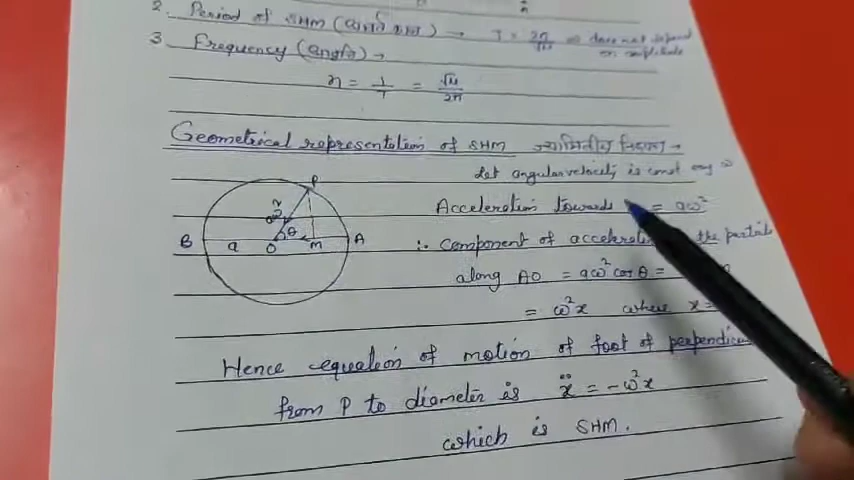 2. Period of SHM (आवर्त काल) → T = 2π/√μ ⇒ does not depend on amplitude
3. Frequency (आवृत्ति) →
n = 1/T = √μ/2π
Geometrical representation of SHM ज्यामितीय निरूपण →
Let angular velocity is const say ω
Acceleration towards = aω²
∴ Component of the particle
along AO = aω² cos θ =
= ω²x where x =
Hence equation of motion of foot of
from P to diameter is ẍ = -ω²x
which is SHM.
P
B a O θ M A